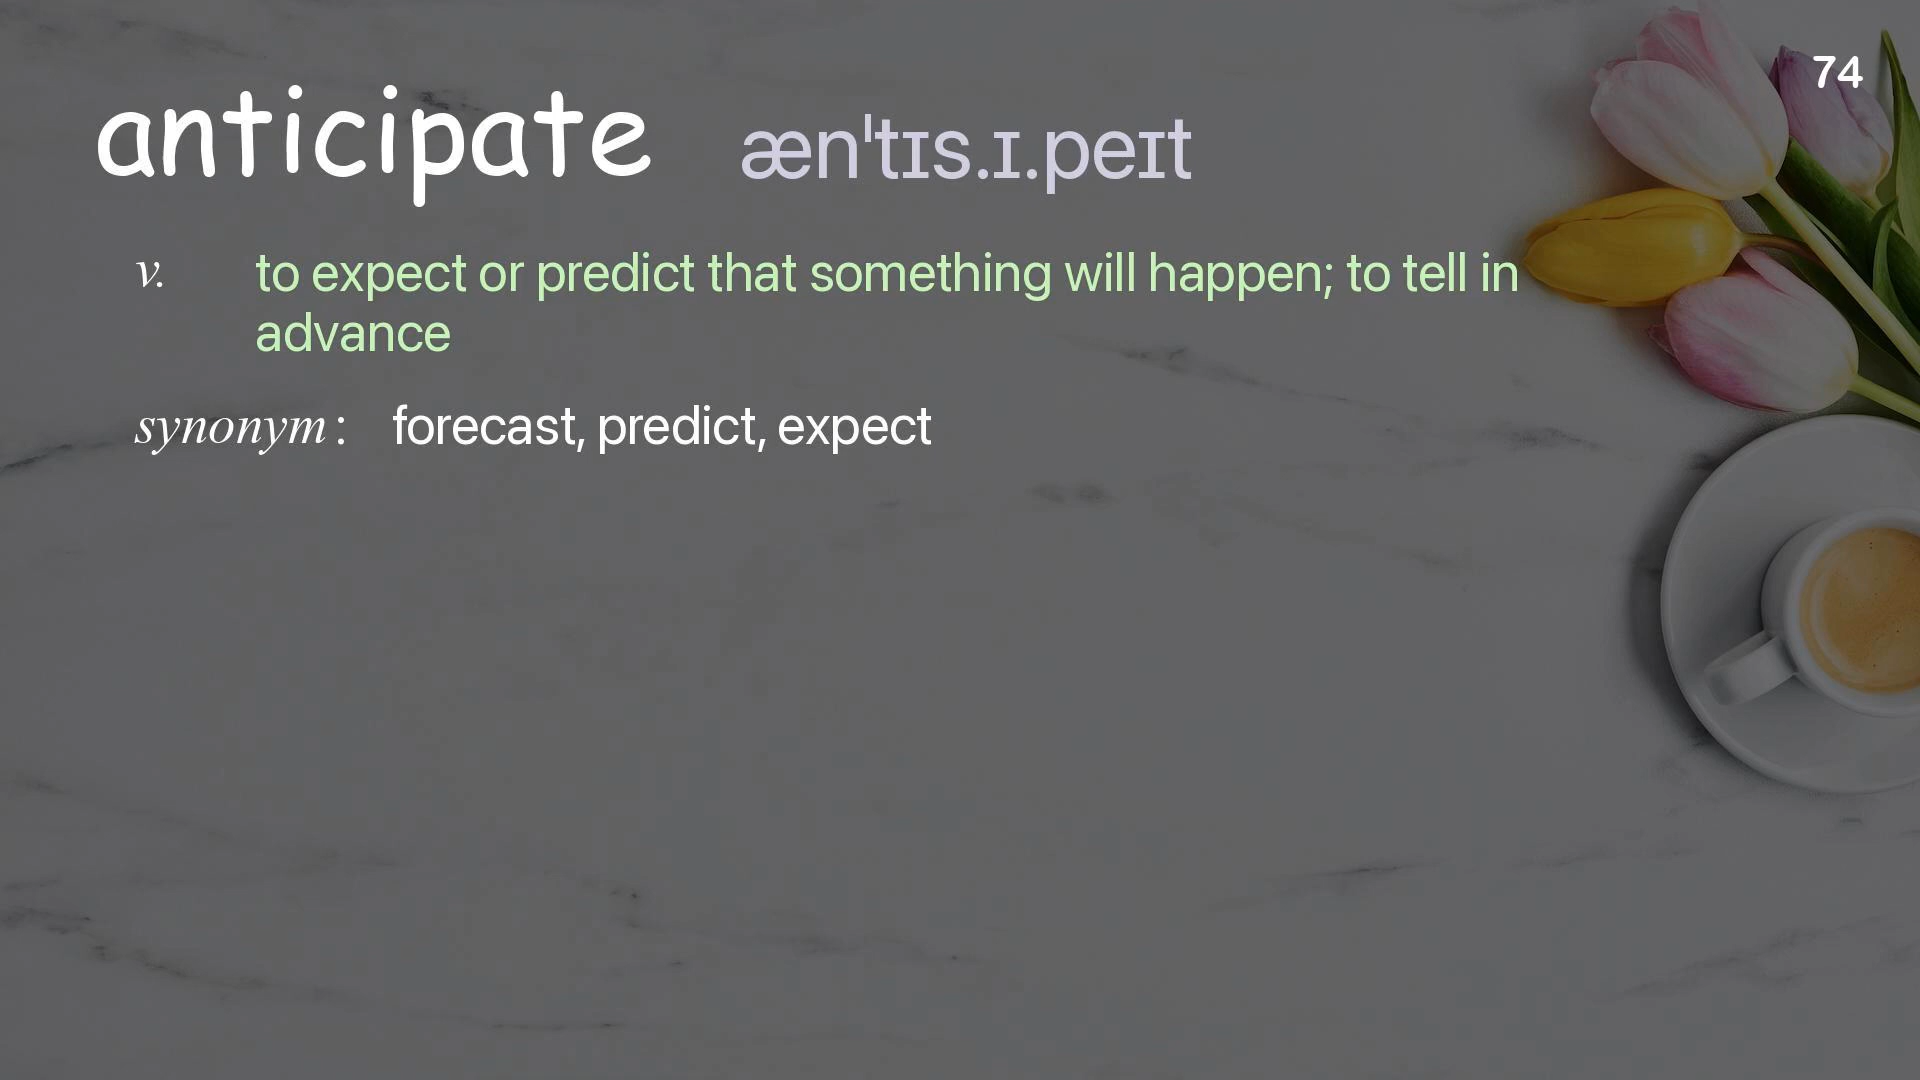 74
anticipate æn'tɪs.ɪ.peɪt
v. to expect or predict that something will happen; to tell in
advance
synonym : forecast, predict, expect